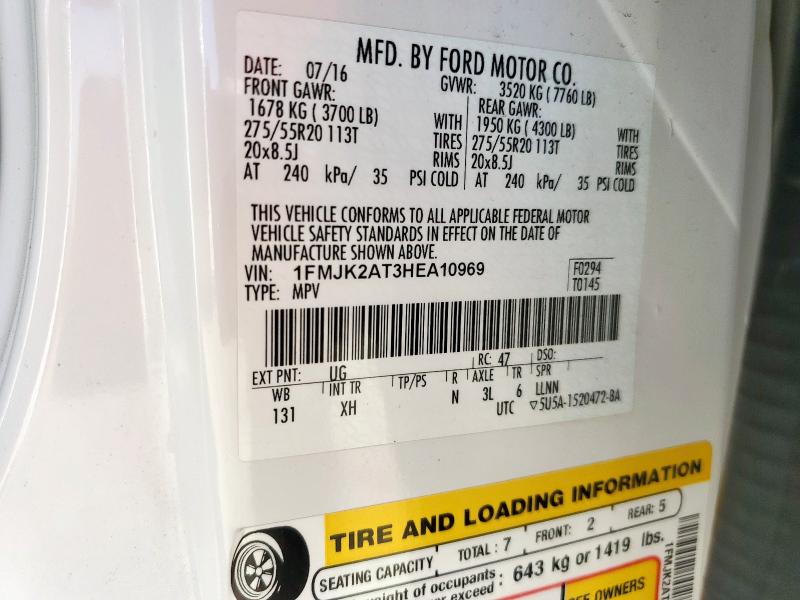 MFD. BY FORD MOTOR CO.
DATE: 07/16 GVWR: 3520 KG ( 7760 LB)
FRONT GAWR: REAR GAWR:
1678 KG ( 3700 LB) WITH 1950 KG ( 4300 LB) WITH
275/55R20 113T TIRES 275/55R20 113T TIRES
20x8.5J RIMS 20x8.5J RIMS
AT 240 kPa/ 35 PSI COLD AT 240 kPa/ 35 PSI COLD
THIS VEHICLE CONFORMS TO ALL APPLICABLE FEDERAL MOTOR
VEHICLE SAFETY STANDARDS IN EFFECT ON THE DATE OF
MANUFACTURE SHOWN ABOVE.
VIN: 1FMJK2AT3HEA10969 F0294
TYPE: MPV T0145
EXT PNT: UG RC: 47 DSO:
WB INT TR TP/PS R AXLE TR SPR
131 XH N 3L 6 LLNN
UTC ▽5U5A-1520472-BA
TIRE AND LOADING INFORMATION
SEATING CAPACITY TOTAL : 7 FRONT: 2 REAR: 5
weight of occupants
exceed : 643 kg or 1419 lbs.
OWNERS
1FMJK2AT